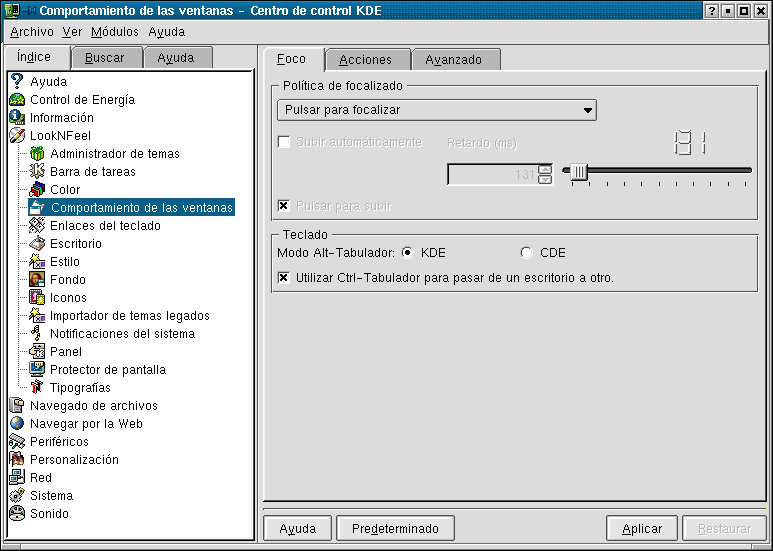 Comportamiento de las ventanas - Centro de control KDE
Archivo Ver Módulos Ayuda
Índice Buscar Ayuda
Ayuda
Control de Energía
Información
LookNFeel
Administrador de temas
Barra de tareas
Color
Comportamiento de las ventanas
Enlaces del teclado
Escritorio
Estilo
Fondo
Iconos
Importador de temas legados
Notificaciones del sistema
Panel
Protector de pantalla
Tipografías
Navegado de archivos
Navegar por la Web
Periféricos
Personalización
Red
Sistema
Sonido
Foco Acciones Avanzado
Política de focalizado
Pulsar para focalizar
Subir automáticamente Retardo (ms)
131
Pulsar para subir
Teclado
Modo Alt-Tabulador: KDE CDE
Utilizar Ctrl-Tabulador para pasar de un escritorio a otro.
Ayuda Predeterminado Aplicar Restaurar